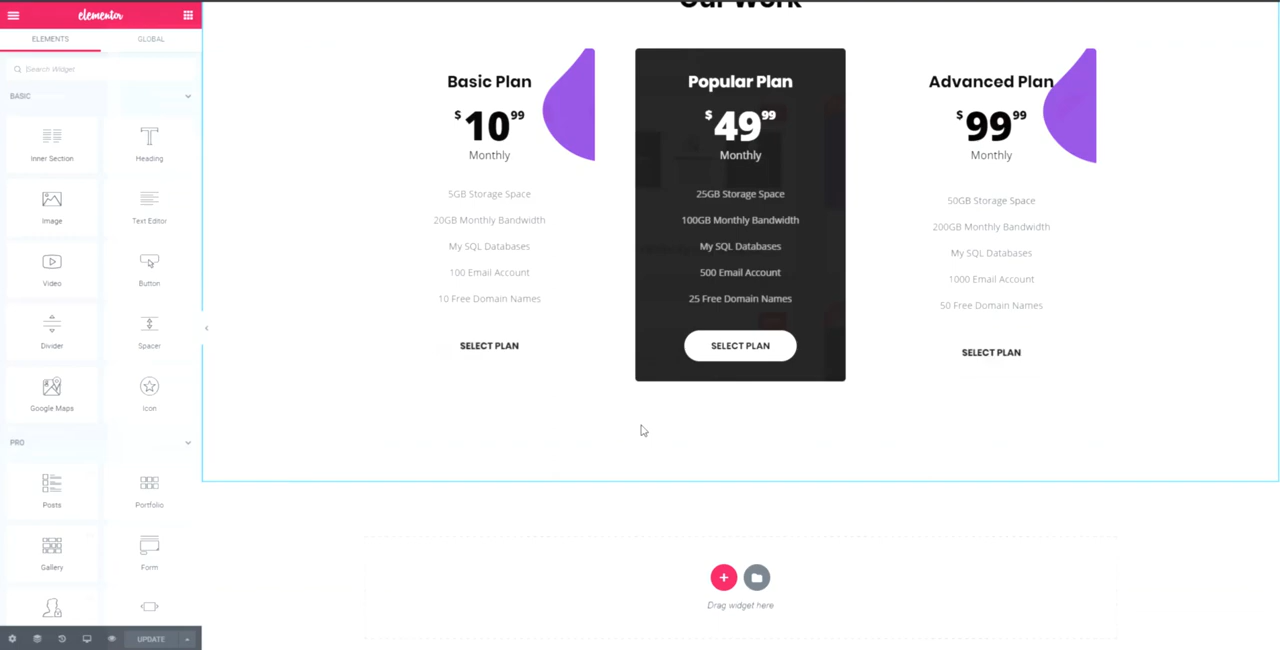 elementor
ELEMENTS GLOBAL
Search Widget
BASIC
Inner Section Heading
Image Text Editor
Video Button
Divider Spacer
Google Maps Icon
PRO
Posts Portfolio
Gallery Form
UPDATE
Our Work
Basic Plan
$10.99
Monthly
5GB Storage Space
20GB Monthly Bandwidth
My SQL Databases
100 Email Account
10 Free Domain Names
SELECT PLAN
Popular Plan
$49.99
Monthly
25GB Storage Space
100GB Monthly Bandwidth
My SQL Databases
500 Email Account
25 Free Domain Names
SELECT PLAN
Advanced Plan
$99.99
Monthly
50GB Storage Space
200GB Monthly Bandwidth
My SQL Databases
1000 Email Account
50 Free Domain Names
SELECT PLAN
Drag widget here